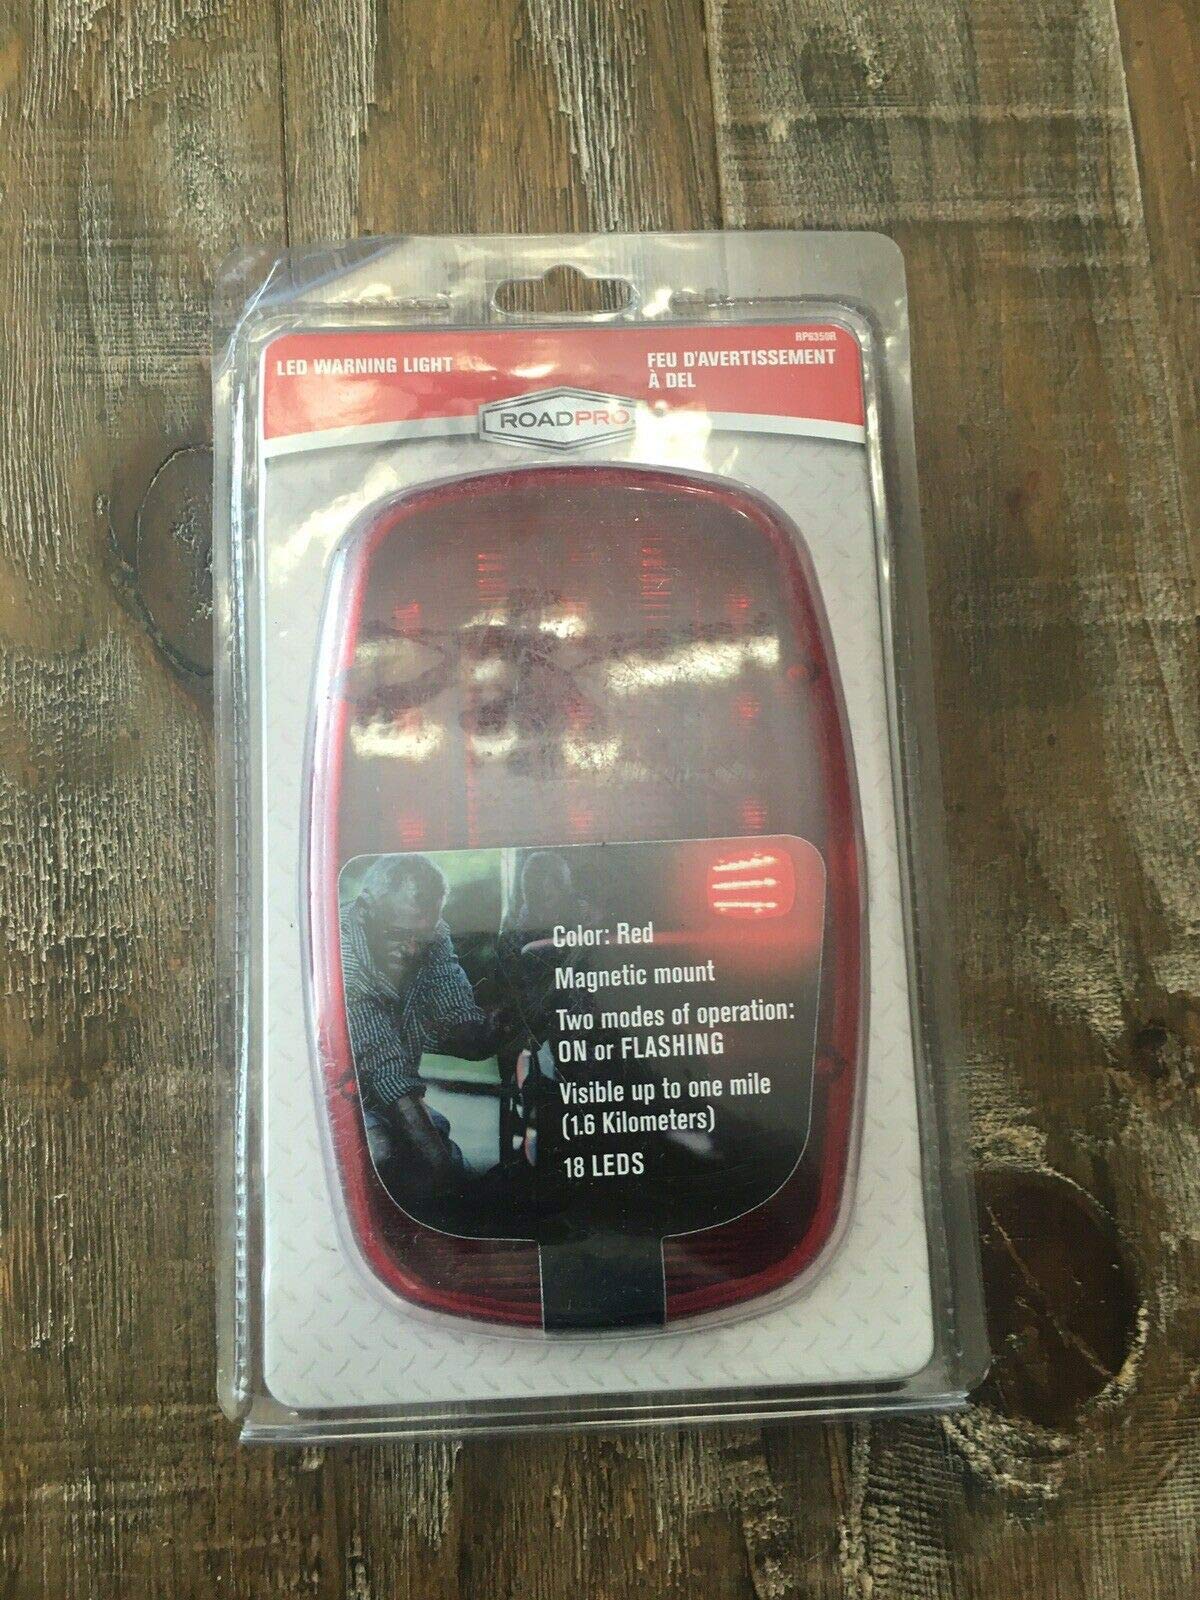 RP6350R
LED WARNING LIGHT
FEU D'AVERTISSEMENT
À DEL
ROADPRO
Color: Red
Magnetic mount
Two modes of operation:
ON or FLASHING
Visible up to one mile
(1.6 Kilometers)
18 LEDS